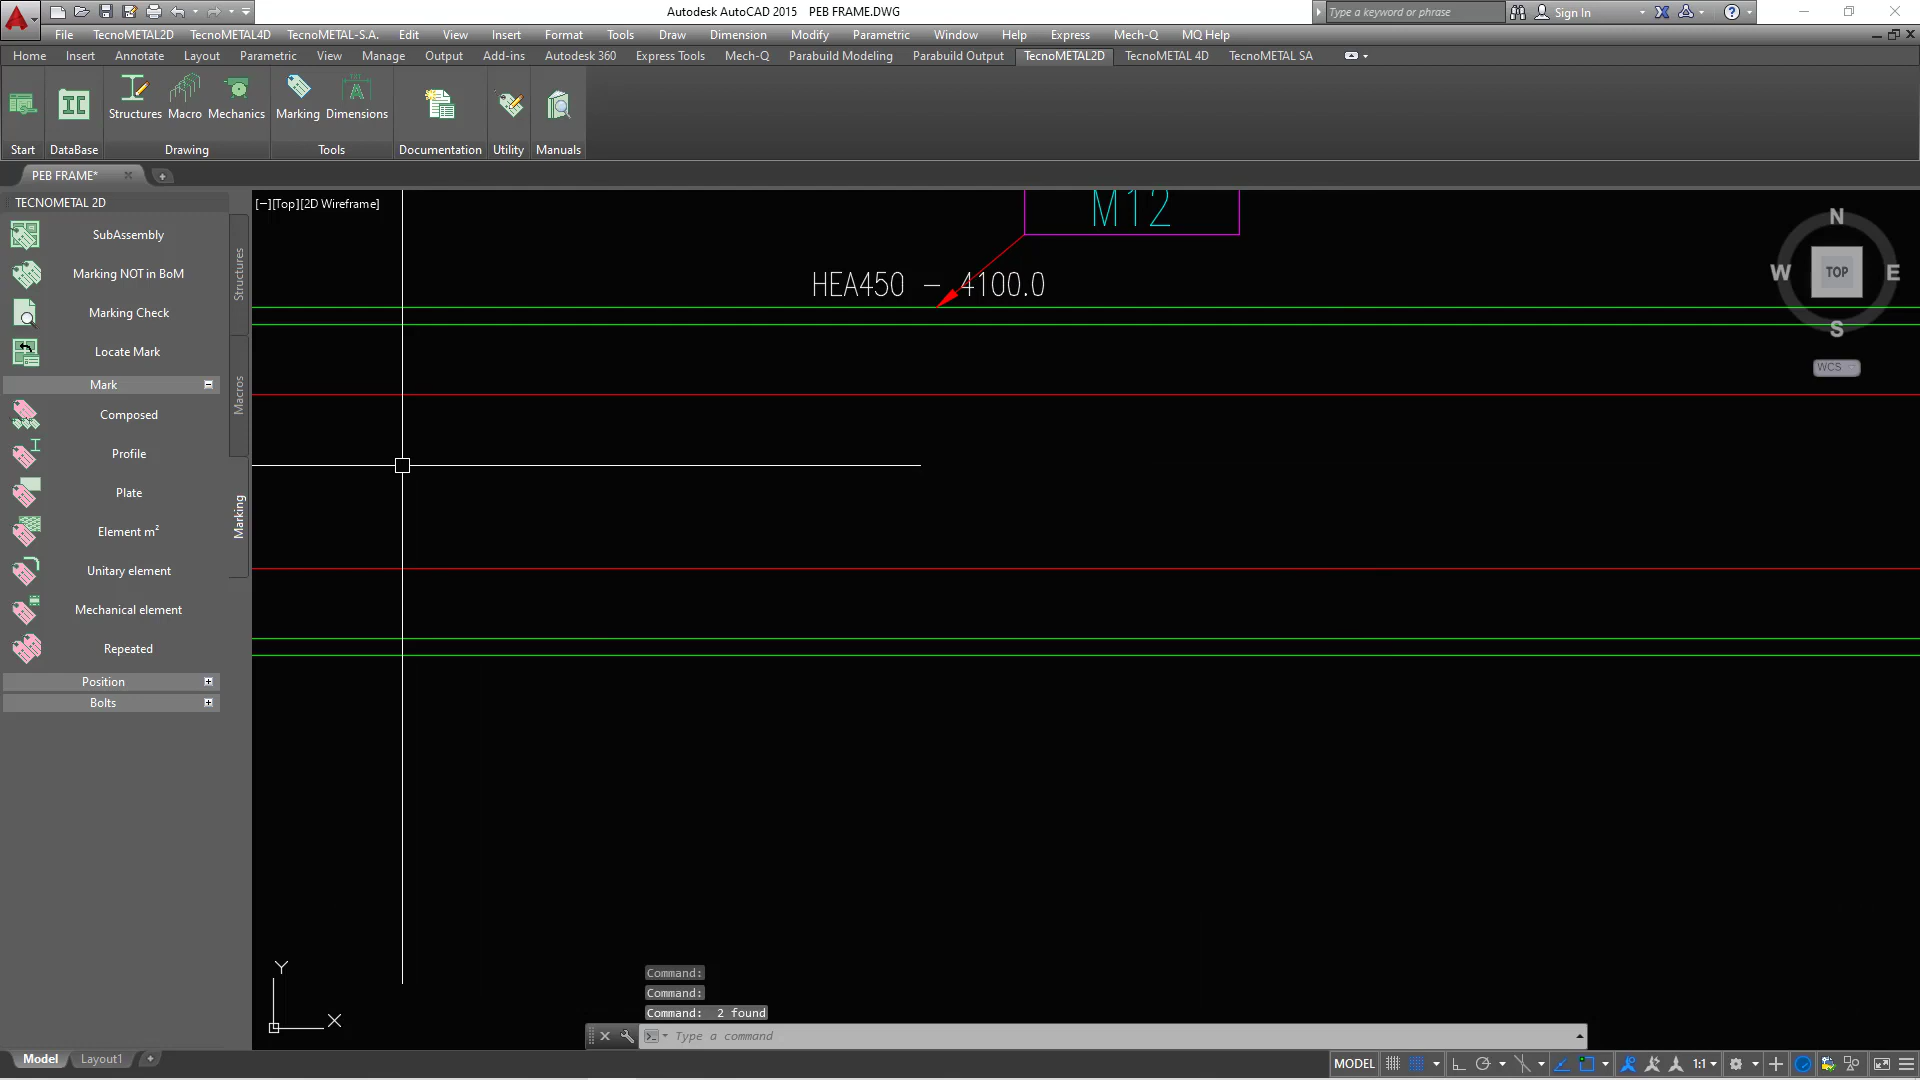 Autodesk AutoCAD 2015 PEB FRAME.DWG
Type a keyword or phrase
Sign In
File TecnoMETAL2D TecnoMETAL4D TecnoMETAL-S.A. Edit View Insert Format Tools Draw Dimension Modify Parametric Window Help Express Mech-Q MQ Help
Home Insert Annotate Layout Parametric View Manage Output Add-ins Autodesk 360 Express Tools Mech-Q Parabuild Modeling Parabuild Output TecnoMETAL2D TecnoMETAL 4D TecnoMETAL SA
Structures Macro Mechanics Marking Dimensions
Start DataBase Drawing Tools Documentation Utility Manuals
PEB FRAME*
TECNOMETAL 2D
[−][Top][2D Wireframe]
SubAssembly
Marking NOT in BoM
Marking Check
Locate Mark
Mark
Composed
Profile
Plate
Element m²
Unitary element
Mechanical element
Repeated
Position
Bolts
Structures
Macros
Marking
M12
HEA450 – 4100.0
N
W TOP E
S
WCS
Y
X
Command:
Command:
Command: 2 found
Type a command
Model Layout1
MODEL 1:1